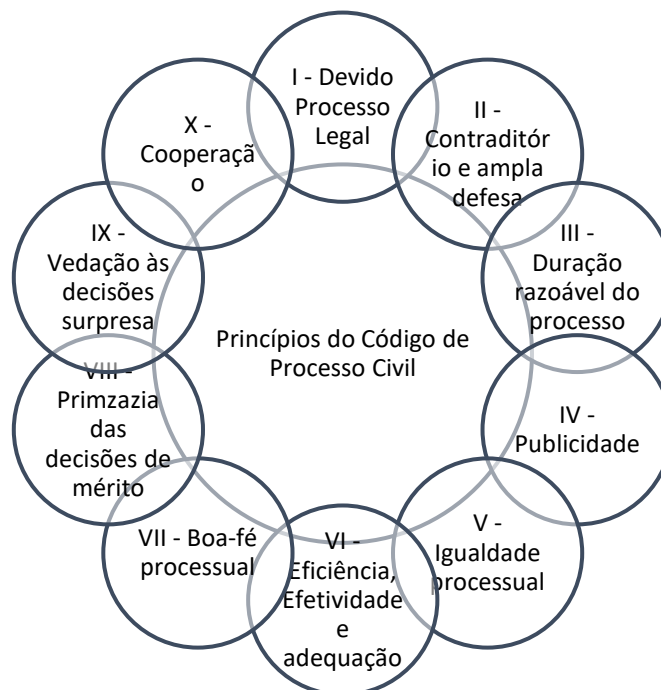 I - Devido
Processo
Legal
II -
Contraditór
io e ampla
defesa
III -
Duração
razoável do
processo
IV -
Publicidade
V -
Igualdade
processual
VI -
Eficiência,
Efetividade
e
adequação
VII - Boa-fé
processual
VIII -
Primzazia
das
decisões de
mérito
IX -
Vedação às
decisões
surpresa
X -
Cooperaçã
o
Princípios do Código de
Processo Civil